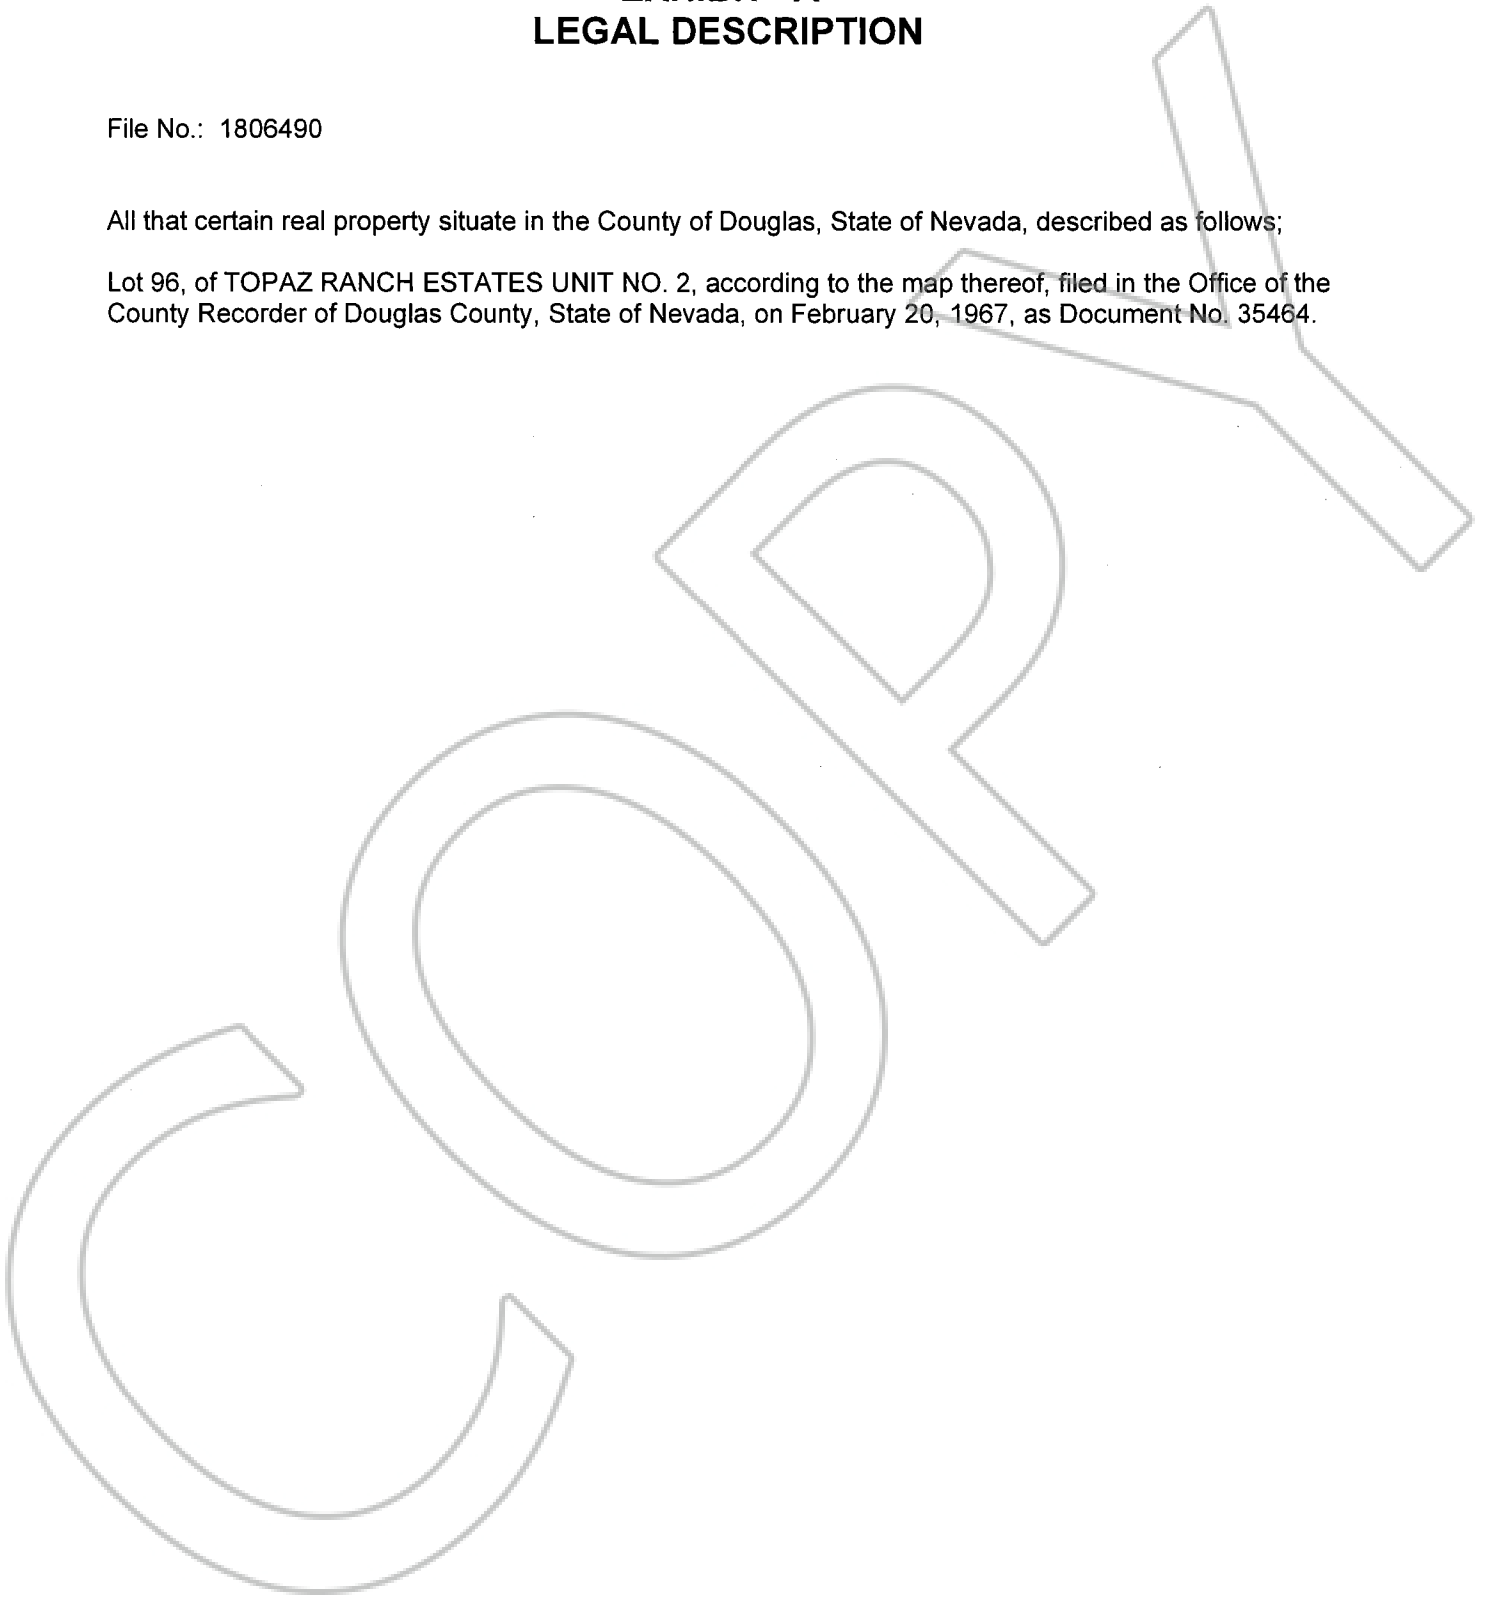 LEGAL DESCRIPTION
File No.: 1806490
All that certain real property situate in the County of Douglas, State of Nevada, described as follows;
Lot 96, of TOPAZ RANCH ESTATES UNIT NO. 2, according to the map thereof, filed in the Office of the
County Recorder of Douglas County, State of Nevada, on February 20, 1967, as Document No. 35464.
COPY